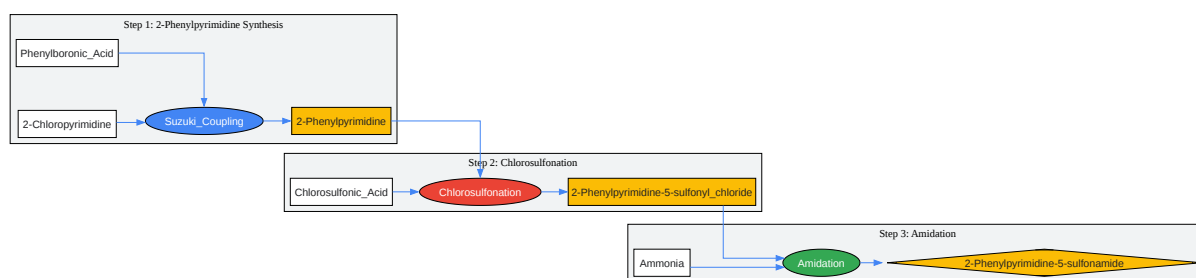 Step 1: 2-Phenylpyrimidine Synthesis
Phenylboronic_Acid
2-Chloropyrimidine
Suzuki_Coupling
2-Phenylpyrimidine
Step 2: Chlorosulfonation
Chlorosulfonic_Acid
Chlorosulfonation
2-Phenylpyrimidine-5-sulfonyl_chloride
Step 3: Amidation
Ammonia
Amidation
2-Phenylpyrimidine-5-sulfonamide